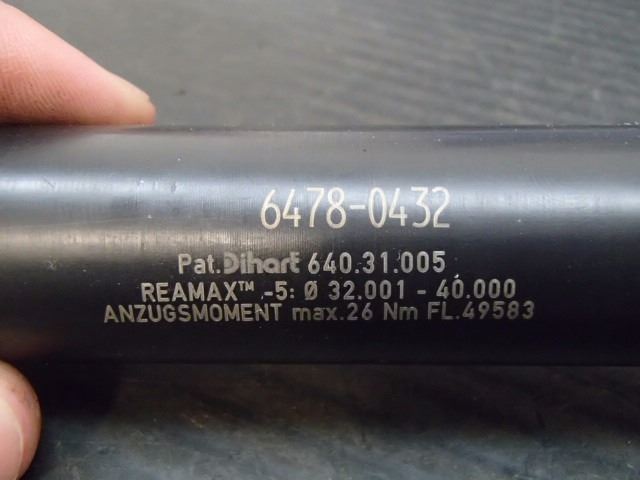 6478-0432
Pat.Dihart 640.31.005
REAMAX™ -5: Ø 32.001 - 40.000
ANZUGSMOMENT max.26 Nm FL.49583